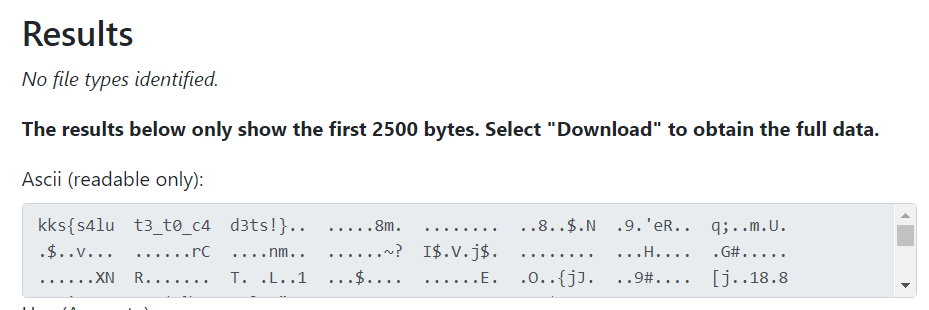 Results
No file types identified.
The results below only show the first 2500 bytes. Select "Download" to obtain the full data.
Ascii (readable only):
kks{s4lu t3_t0_c4 d3ts!}.. .....8m. ........ ..8..$.N .9.'eR.. q;..m.U.
.$..v... ......rC ....nm.. ......~? I$.V.j$. ........ ...H.... .G#.....
......XN R....... T. .L..1 ...$.... ......E. .O..{jJ. ..9#.... [j..18.8